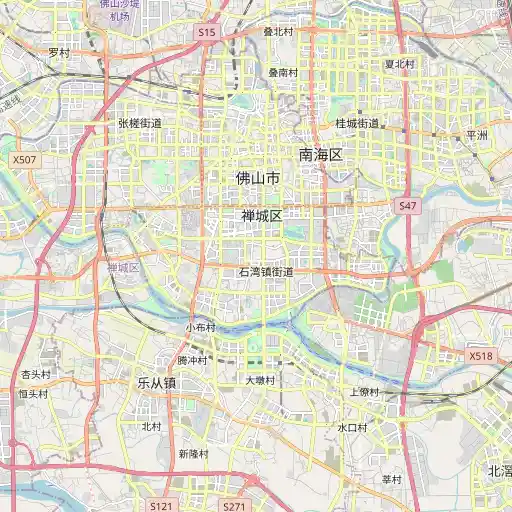 佛山沙堤
机场
S15
叠北村
罗村
夏北村
叠南村
张槎街道
桂城街道
平洲
南海区
X507
佛山市
S47
禅城区
禅城区
石湾镇街道
小布村
X518
腾冲村
杏头村
乐从镇
大墩村
恒头村
上僚村
北村
水口村
新隆村
莘村
北滘
S121
S271